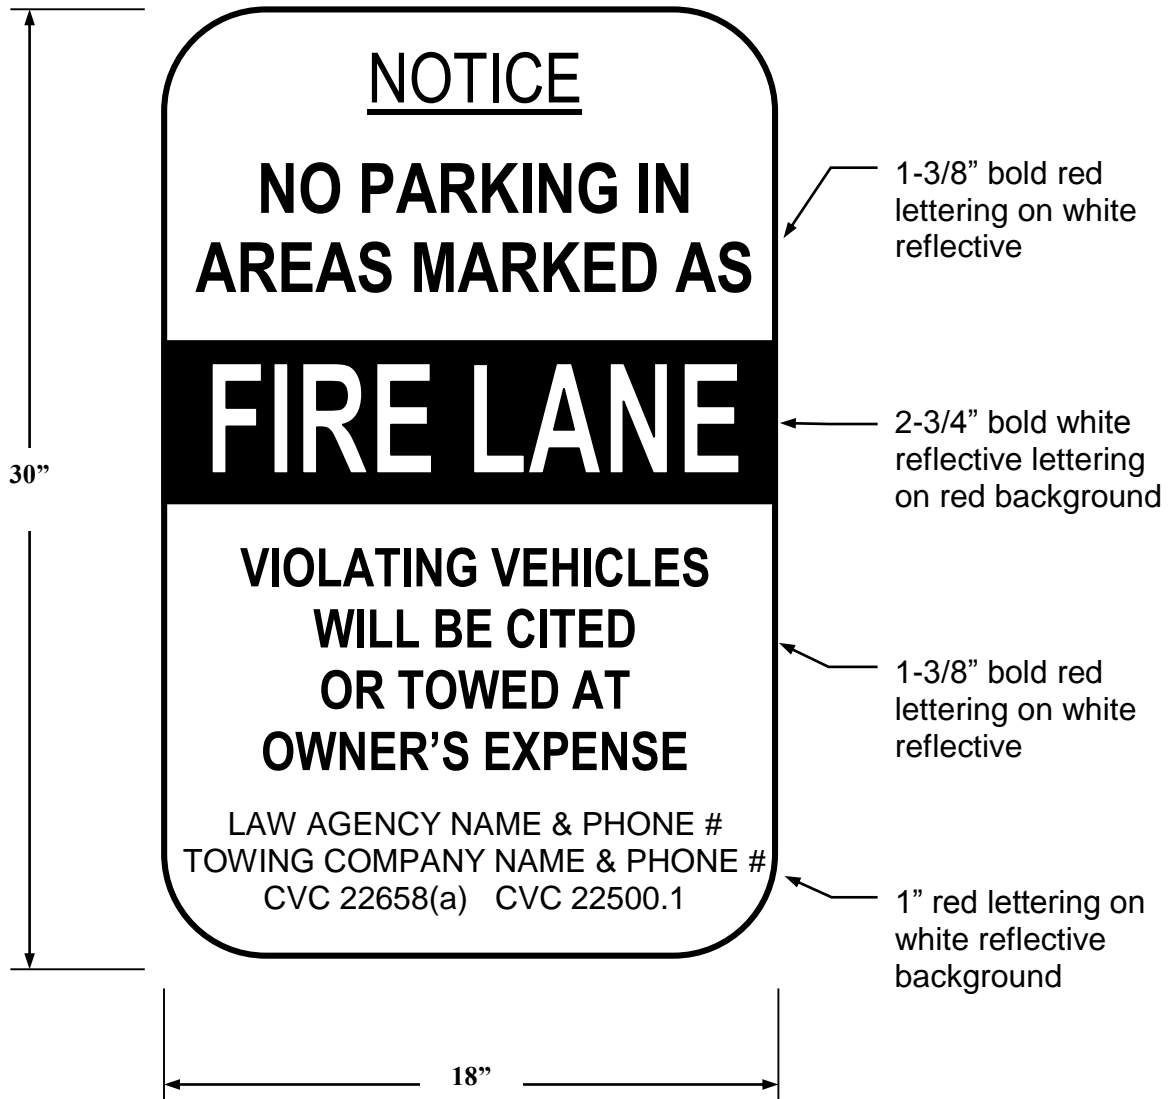 NOTICE
NO PARKING IN
AREAS MARKED AS
FIRE LANE
VIOLATING VEHICLES
WILL BE CITED
OR TOWED AT
OWNER’S EXPENSE
LAW AGENCY NAME & PHONE #
TOWING COMPANY NAME & PHONE #
CVC 22658(a) CVC 22500.1
30”
18”
1-3/8” bold red
lettering on white
reflective
2-3/4” bold white
reflective lettering
on red background
1-3/8” bold red
lettering on white
reflective
1” red lettering on
white reflective
background